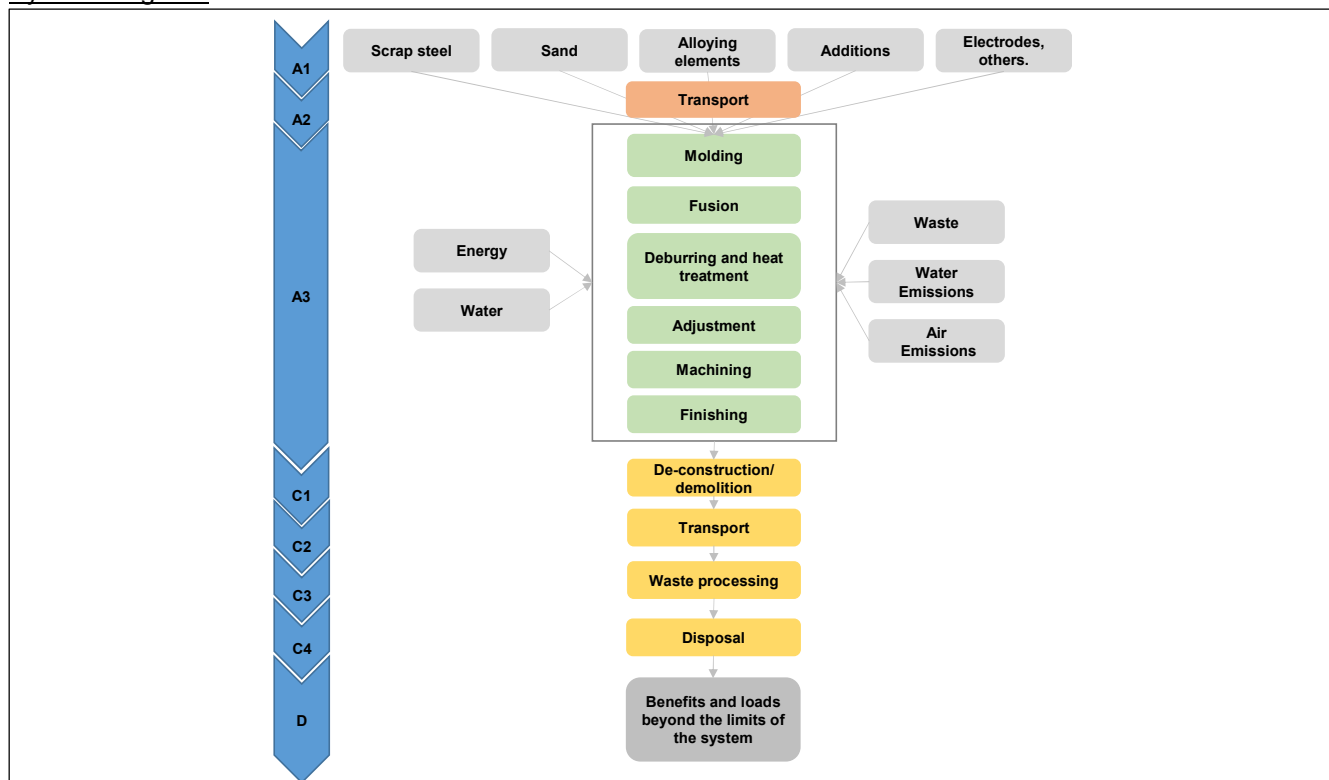 A1
Scrap steel
Sand
Alloying
elements
Additions
Electrodes,
others.
A2
Transport
A3
Molding
Fusion
Deburring and heat
treatment
Adjustment
Machining
Finishing
Energy
Water
Waste
Water
Emissions
Air
Emissions
C1
De-construction/
demolition
C2
Transport
C3
Waste processing
C4
Disposal
D
Benefits and loads
beyond the limits of
the system